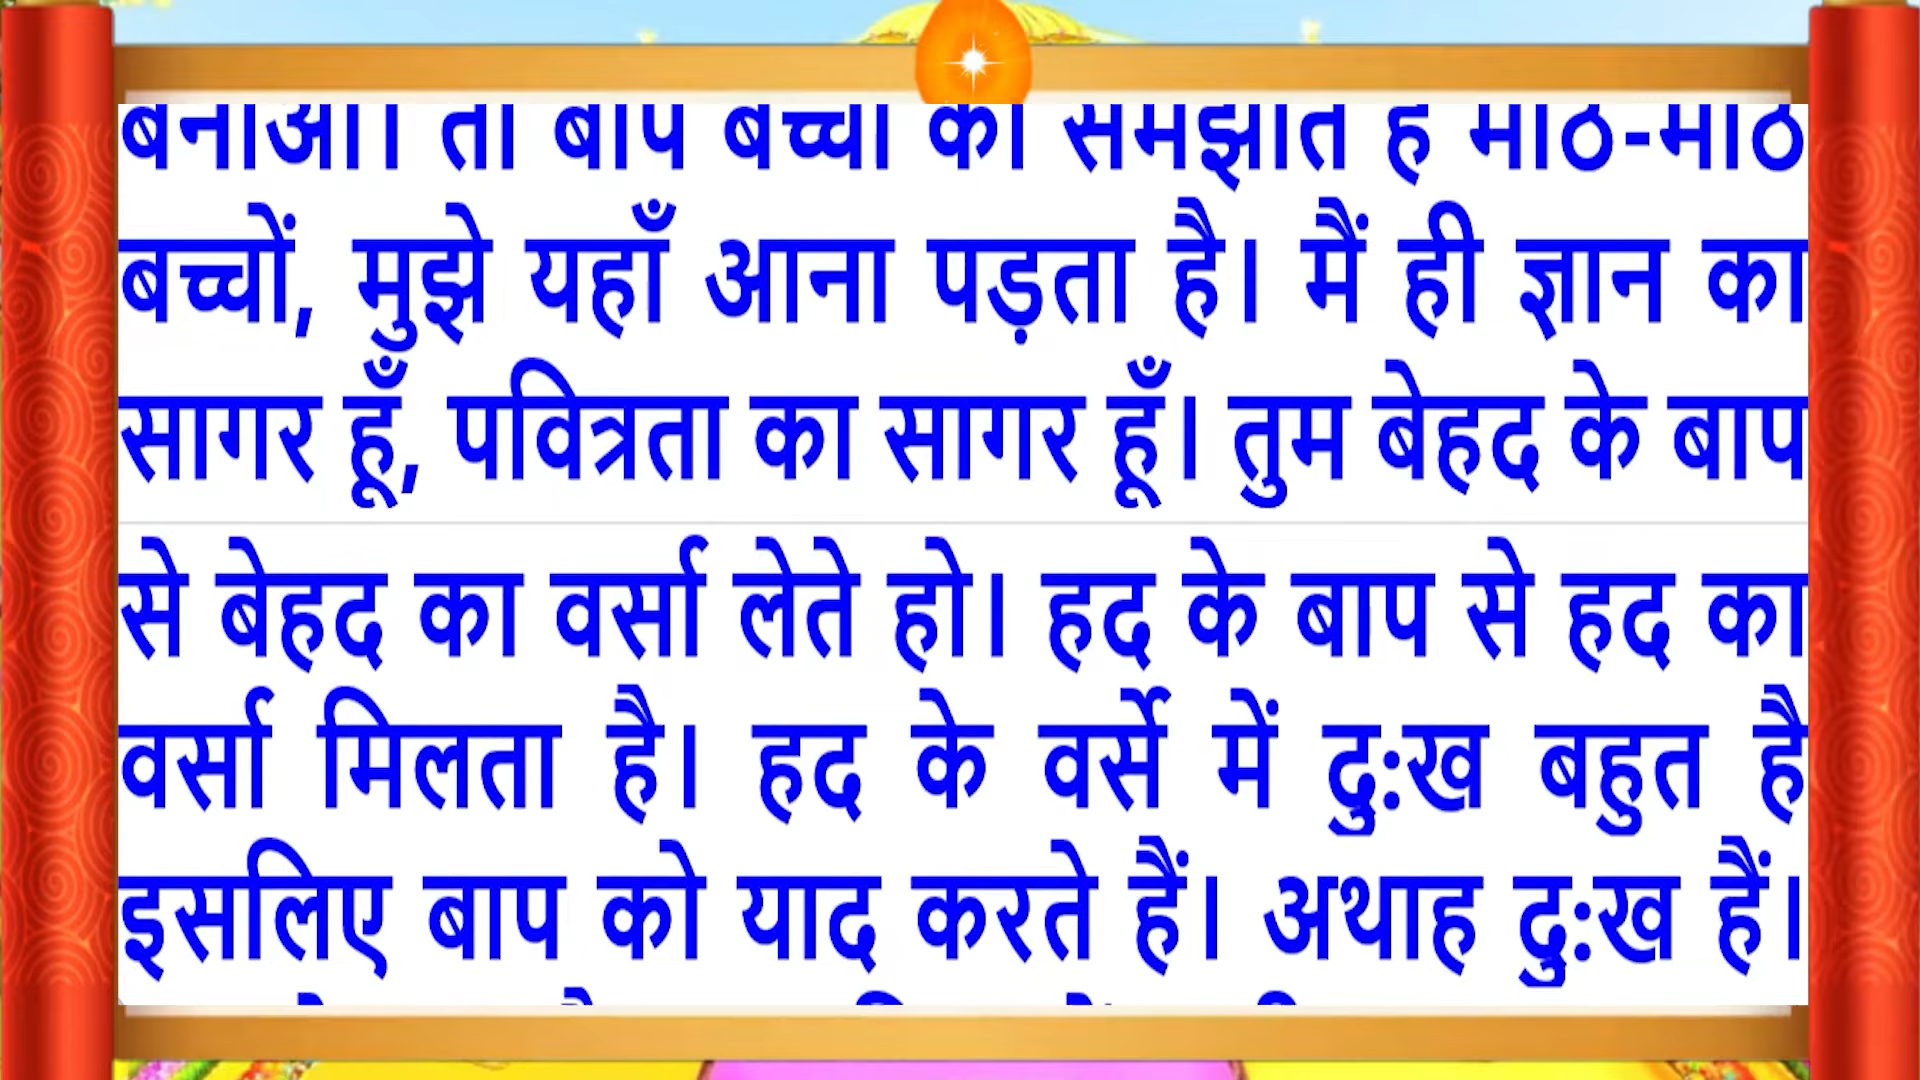 बनाओ। तो बाप बच्चों को समझाते हैं मीठे-मीठे
बच्चों, मुझे यहाँ आना पड़ता है। मैं ही ज्ञान का
सागर हूँ, पवित्रता का सागर हूँ। तुम बेहद के बाप
से बेहद का वर्सा लेते हो। हद के बाप से हद का
वर्सा मिलता है। हद के वर्से में दु:ख बहुत है
इसलिए बाप को याद करते हैं। अथाह दु:ख हैं।